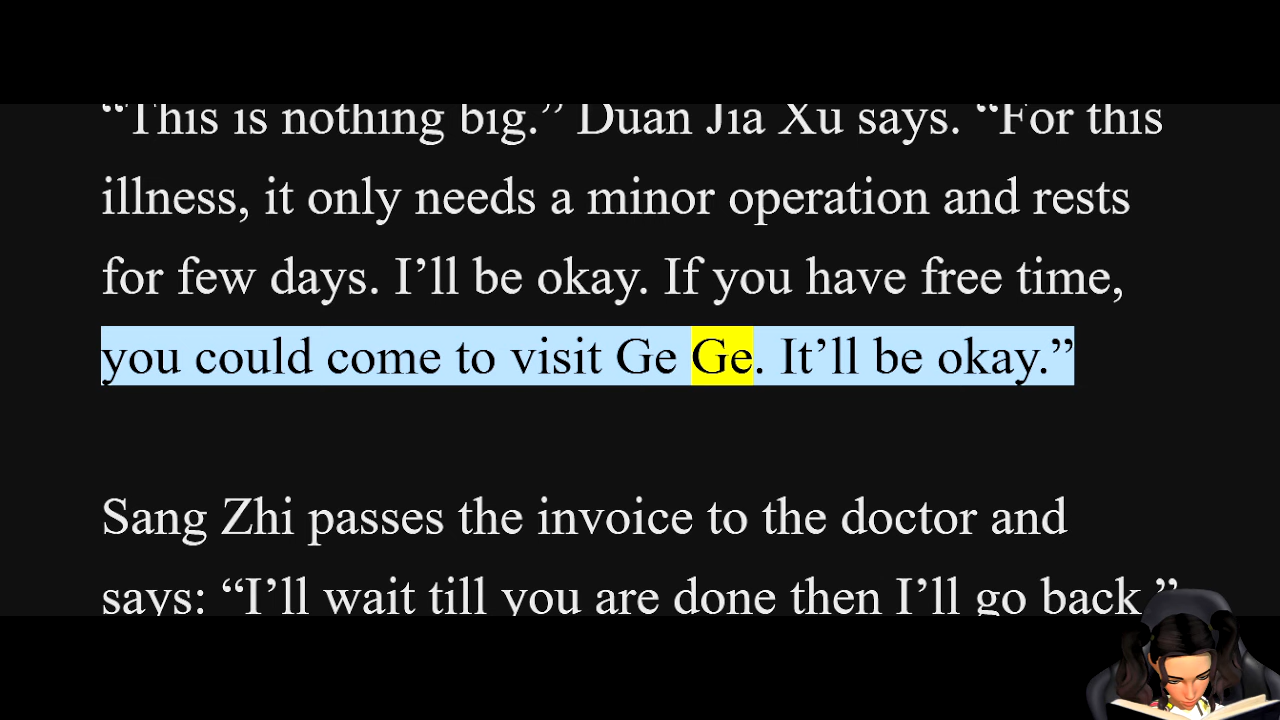 “This is nothing big.” Duan Jia Xu says. “For this
illness, it only needs a minor operation and rests
for few days. I’ll be okay. If you have free time,
you could come to visit Ge Ge. It’ll be okay.”
Sang Zhi passes the invoice to the doctor and
says: “I’ll wait till you are done then I’ll go back.”